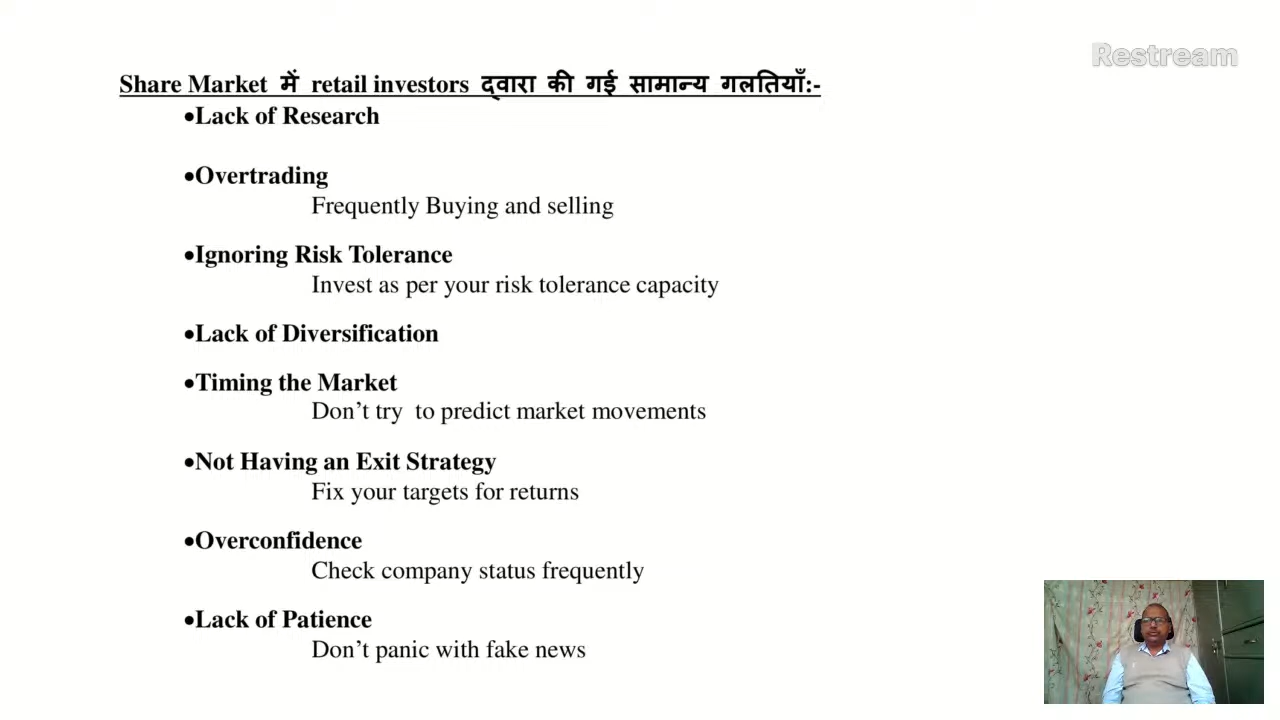 Restream
Share Market में retail investors द्वारा की गई सामान्य गलतियाँ:-
•Lack of Research
•Overtrading
Frequently Buying and selling
•Ignoring Risk Tolerance
Invest as per your risk tolerance capacity
•Lack of Diversification
•Timing the Market
Don’t try  to predict market movements
•Not Having an Exit Strategy
Fix your targets for returns
•Overconfidence
Check company status frequently
•Lack of Patience
Don’t panic with fake news